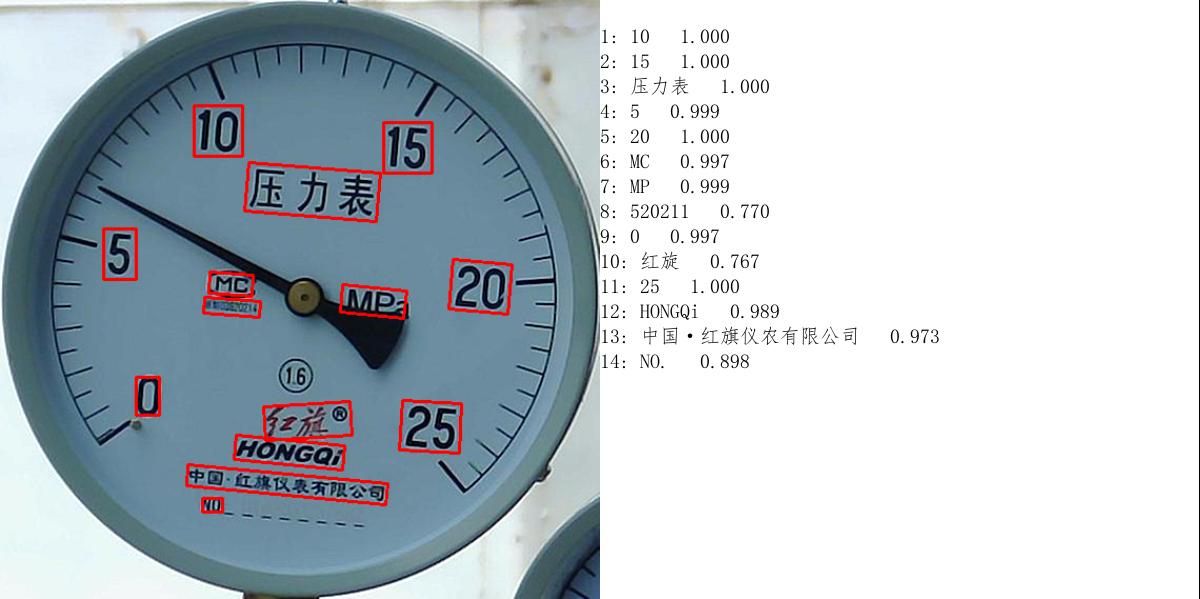 10
15
压力表
5
20
MC
MPa
0
1.6
红旗®
25
HONGQi
中国·红旗仪表有限公司
NO
1: 10 1.000
2: 15 1.000
3: 压力表 1.000
4: 5 0.999
5: 20 1.000
6: MC 0.997
7: MP 0.999
8: 520211 0.770
9: 0 0.997
10: 红旋 0.767
11: 25 1.000
12: HONGQi 0.989
13: 中国·红旗仪农有限公司 0.973
14: NO. 0.898